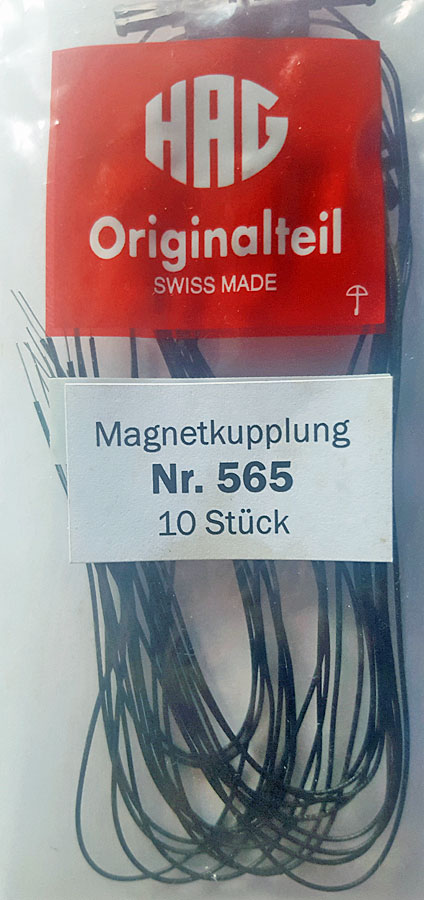 HAG
Originalteil
SWISS MADE
Magnetkupplung
Nr. 565
10 Stück